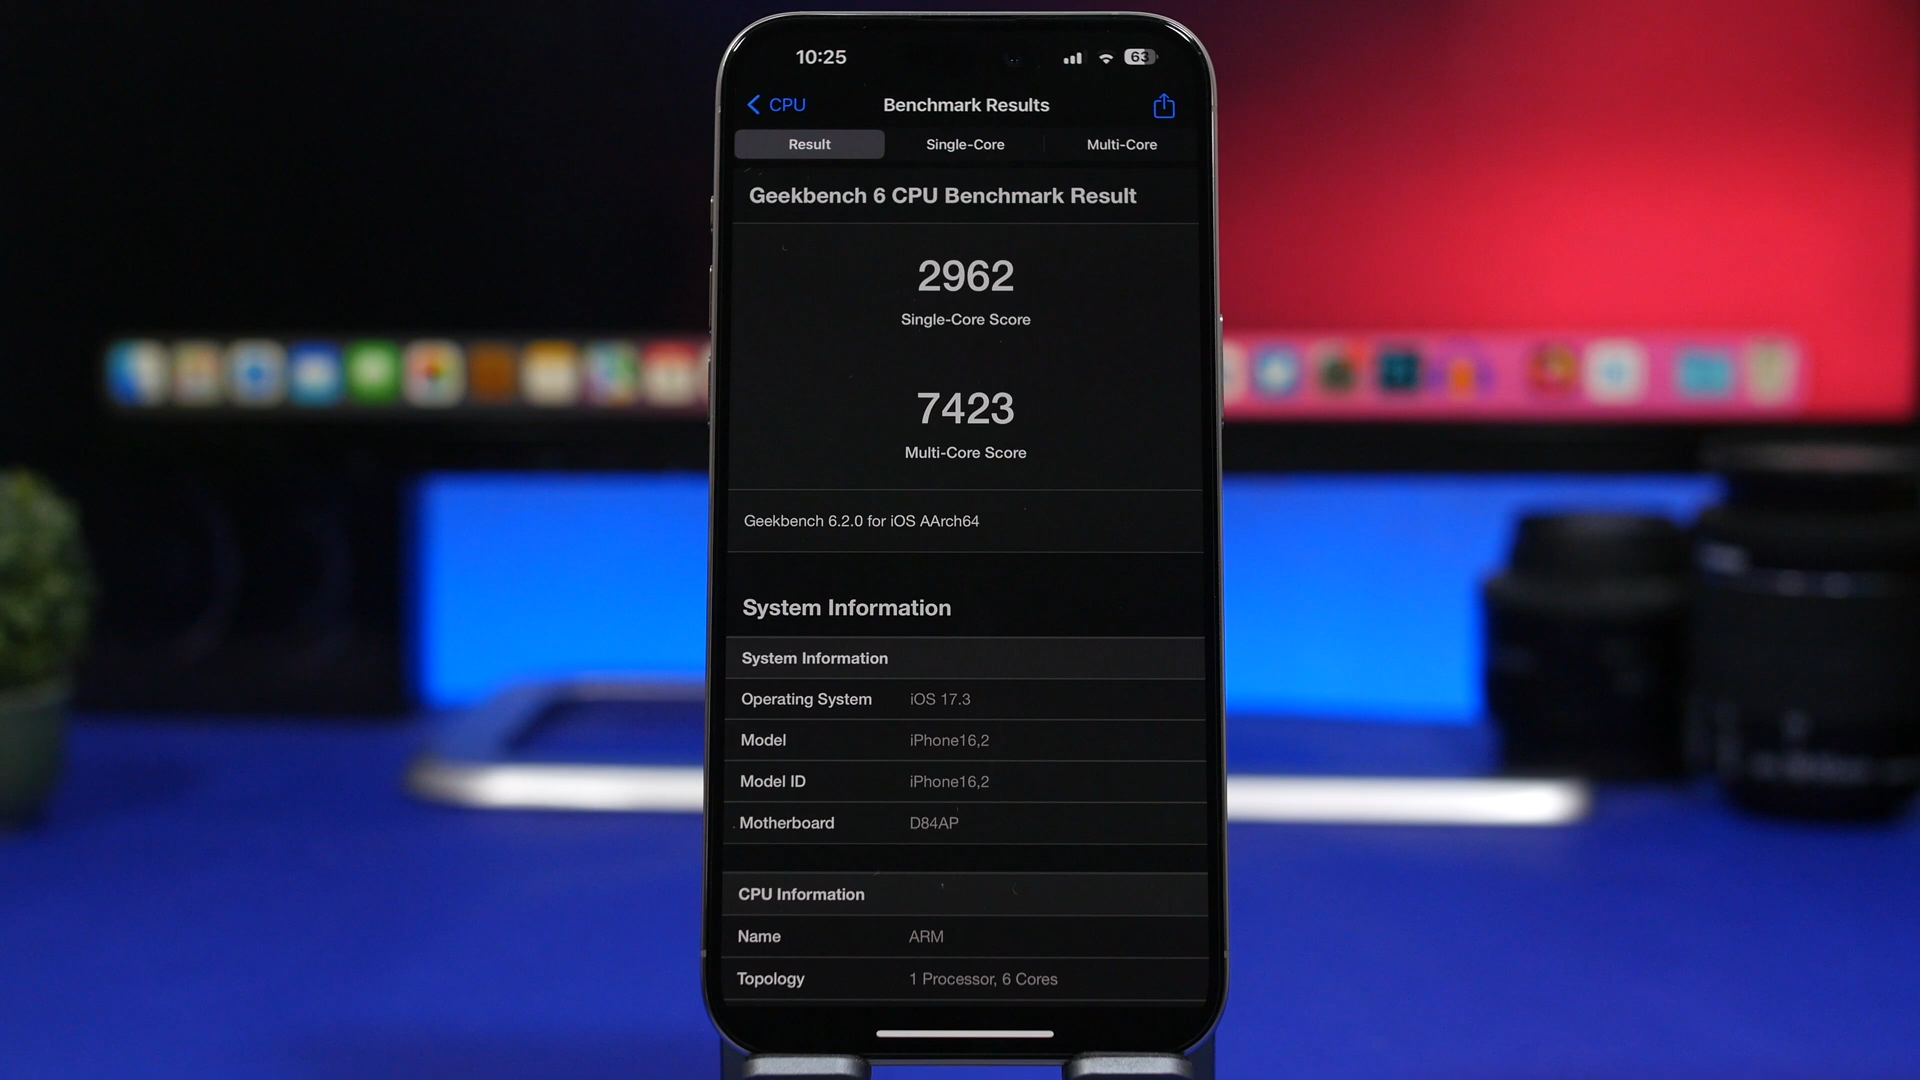 10:25
63
CPU
Benchmark Results
Result
Single-Core
Multi-Core
Geekbench 6 CPU Benchmark Result
2962
Single-Core Score
7423
Multi-Core Score
Geekbench 6.2.0 for iOS AArch64
System Information
System Information
Operating System iOS 17.3
Model iPhone16,2
Model ID iPhone16,2
Motherboard D84AP
CPU Information
Name ARM
Topology 1 Processor, 6 Cores